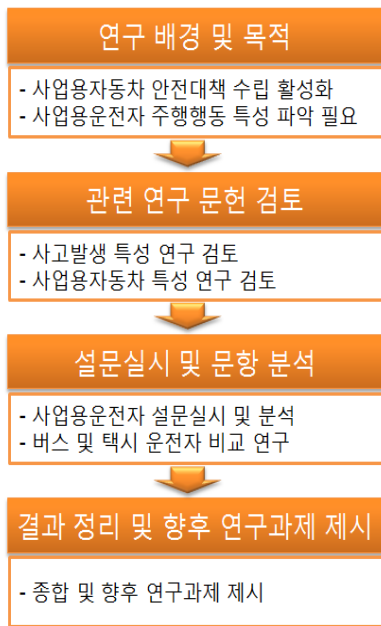 연구 배경 및 목적
- 사업용자동차 안전대책 수립 활성화
- 사업용운전자 주행행동 특성 파악 필요
관련 연구 문헌 검토
- 사고발생 특성 연구 검토
- 사업용자동차 특성 연구 검토
설문실시 및 문항 분석
- 사업용운전자 설문실시 및 분석
- 버스 및 택시 운전자 비교 연구
결과 정리 및 향후 연구과제 제시
- 종합 및 향후 연구과제 제시